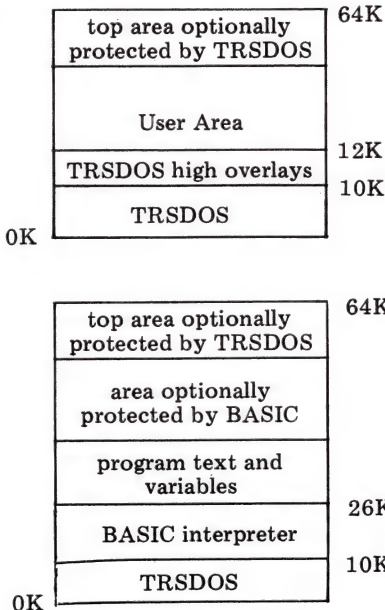 64K
top area optionally
protected by TRSDOS
User Area
12K
TRSDOS high overlays
10K
TRSDOS
0K
64K
top area optionally
protected by TRSDOS
area optionally
protected by BASIC
program text and
variables
26K
BASIC interpreter
10K
TRSDOS
0K